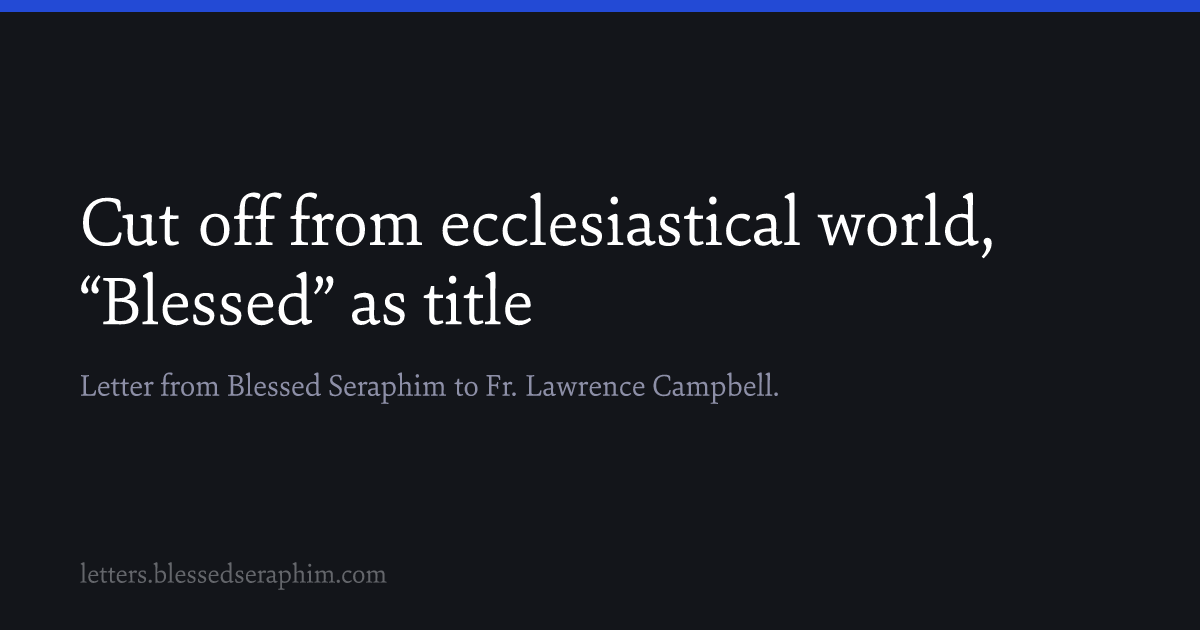 Cut off from ecclesiastical world,
“Blessed” as title
Letter from Blessed Seraphim to Fr. Lawrence Campbell.
letters.blessedseraphim.com